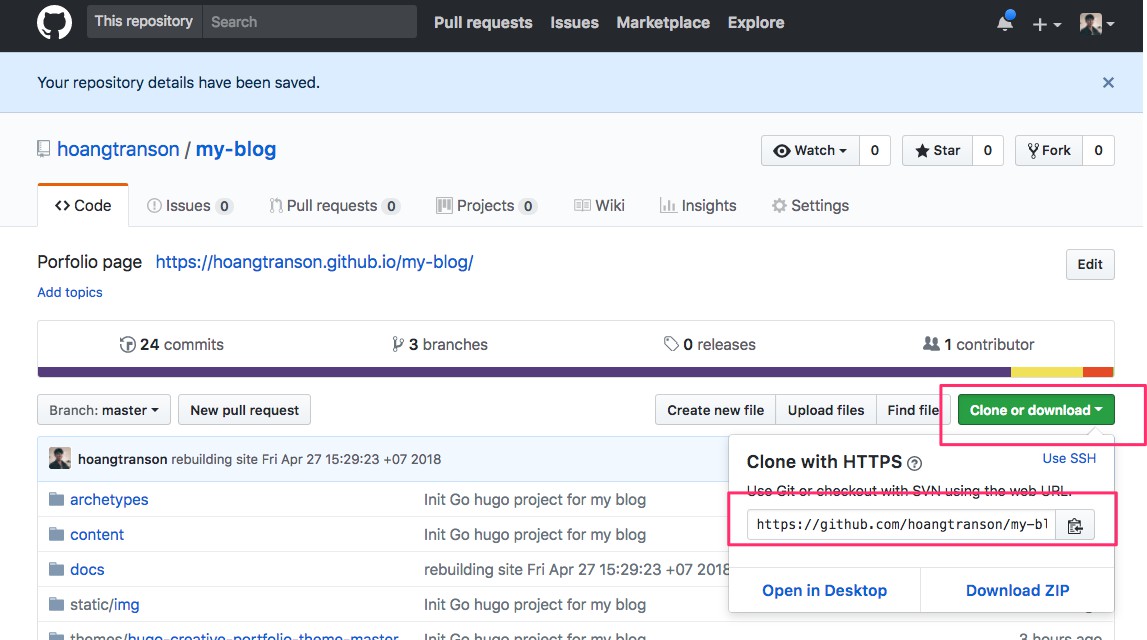 This repository Search Pull requests Issues Marketplace Explore
Your repository details have been saved.
hoangtranson / my-blog
Watch 0 Star 0 Fork 0
Code Issues 0 Pull requests 0 Projects 0 Wiki Insights Settings
Porfolio page https://hoangtranson.github.io/my-blog/
Edit
Add topics
24 commits 3 branches 0 releases 1 contributor
Branch: master New pull request Create new file Upload files Find file Clone or download
hoangtranson rebuilding site Fri Apr 27 15:29:23 +07 2018
archetypes Init Go hugo project for my blog
content Init Go hugo project for my blog
docs rebuilding site Fri Apr 27 15:29:23 +07 2018
static/img Init Go hugo project for my blog
themes/hugo-creative-portfolio-theme-master Init Go hugo project for my blog 3 hours ago
Clone with HTTPS Use SSH
Use Git or checkout with SVN using the web URL.
https://github.com/hoangtranson/my-bl
Open in Desktop Download ZIP